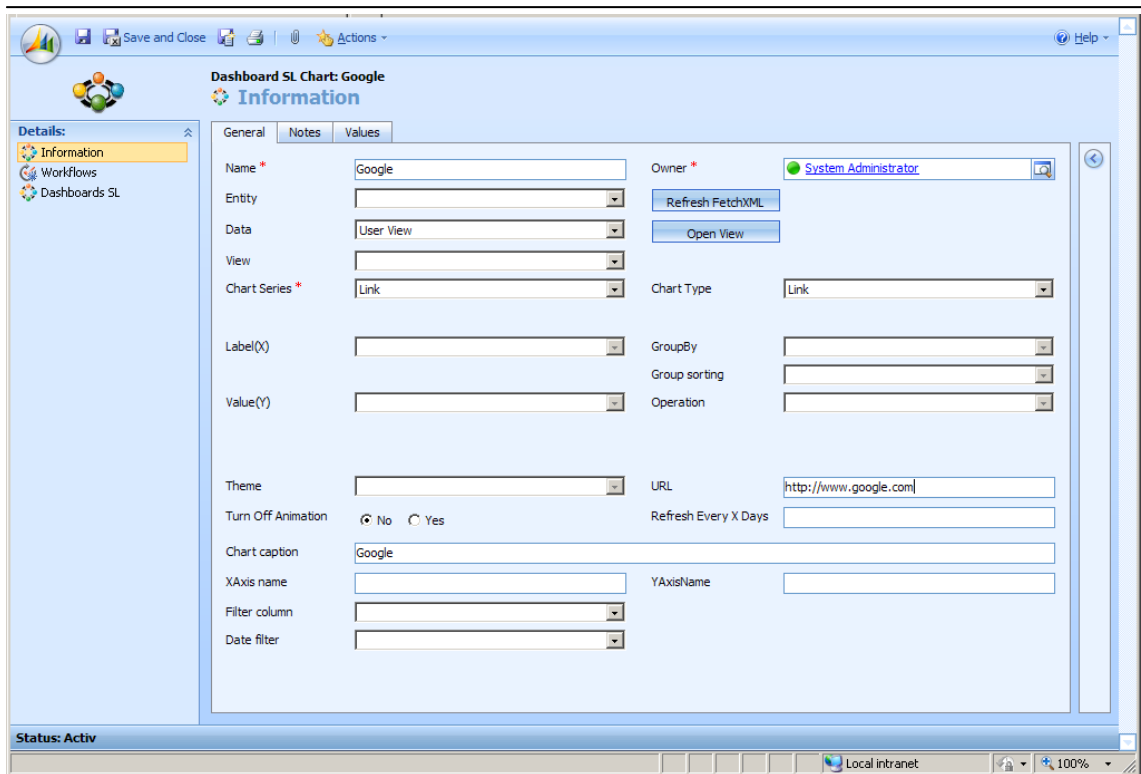 Save and Close Actions Help
Dashboard SL Chart: Google
Information
Details:
Information
Workflows
Dashboards SL
General Notes Values
Name * Google Owner * System Administrator
Entity Refresh FetchXML
Data User View Open View
View
Chart Series * Link Chart Type Link
Label(X) GroupBy
Group sorting
Value(Y) Operation
Theme URL http://www.google.com
Turn Off Animation No Yes Refresh Every X Days
Chart caption Google
XAxis name YAxisName
Filter column
Date filter
Status: Activ
Local intranet 100%